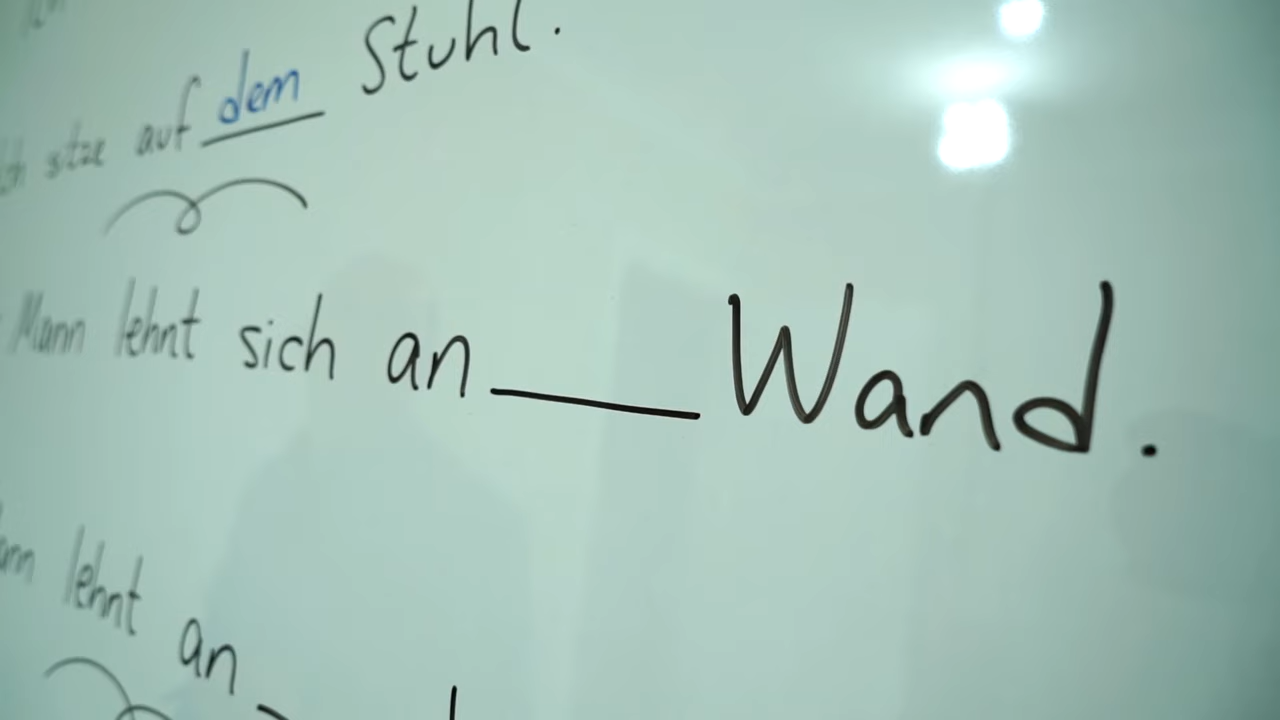 sitze auf dem Stuhl.
Mann lehnt sich an ___ Wand.
lehnt an